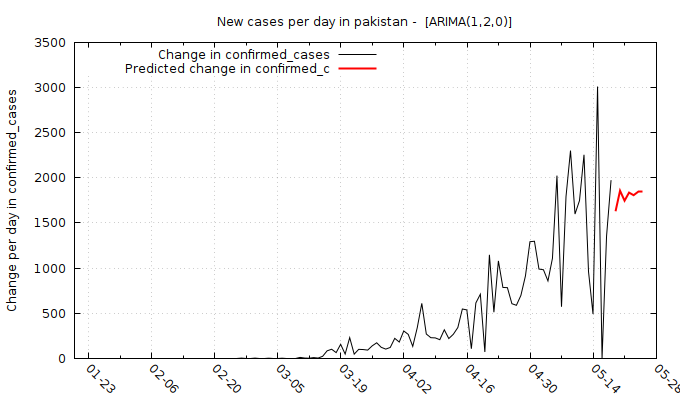 New cases per day in pakistan -  [ARIMA(1,2,0)]
Change in confirmed_cases
Predicted change in confirmed_c
Change per day in confirmed_cases
3500
3000
2500
2000
1500
1000
500
0
01-23 02-06 02-20 03-05 03-19 04-02 04-16 04-30 05-14 05-28